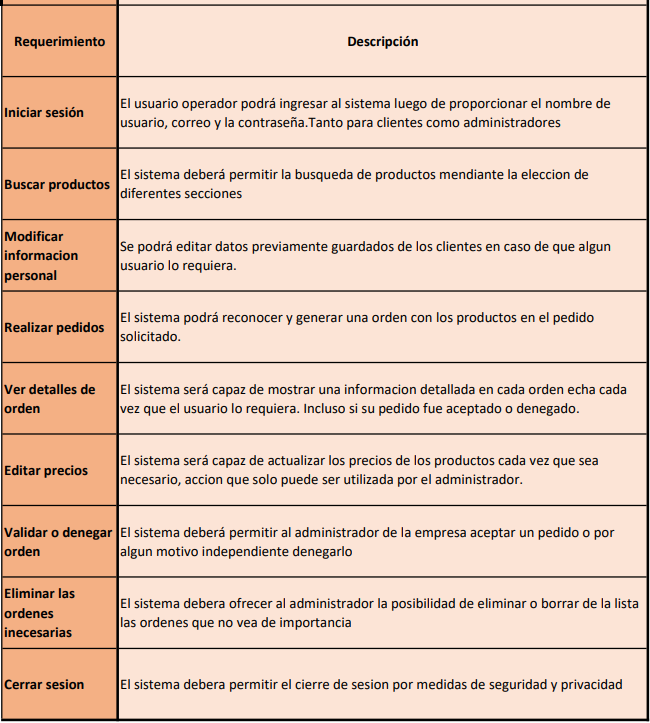 Requerimiento
Descripción
Iniciar sesión
El usuario operador podrá ingresar al sistema luego de proporcionar el nombre de
usuario, correo y la contraseña.Tanto para clientes como administradores
Buscar productos
El sistema deberá permitir la busqueda de productos mendiante la eleccion de
diferentes secciones
Modificar
informacion
personal
Se podrá editar datos previamente guardados de los clientes en caso de que algun
usuario lo requiera.
Realizar pedidos
El sistema podrá reconocer y generar una orden con los productos en el pedido
solicitado.
Ver detalles de
orden
El sistema será capaz de mostrar una informacion detallada en cada orden echa cada
vez que el usuario lo requiera. Incluso si su pedido fue aceptado o denegado.
Editar precios
El sistema será capaz de actualizar los precios de los productos cada vez que sea
necesario, accion que solo puede ser utilizada por el administrador.
Validar o denegar
orden
El sistema deberá permitir al administrador de la empresa aceptar un pedido o por
algun motivo independiente denegarlo
Eliminar las
ordenes
inecesarias
El sistema debera ofrecer al administrador la posibilidad de eliminar o borrar de la lista
las ordenes que no vea de importancia
Cerrar sesion
El sistema debera permitir el cierre de sesion por medidas de seguridad y privacidad